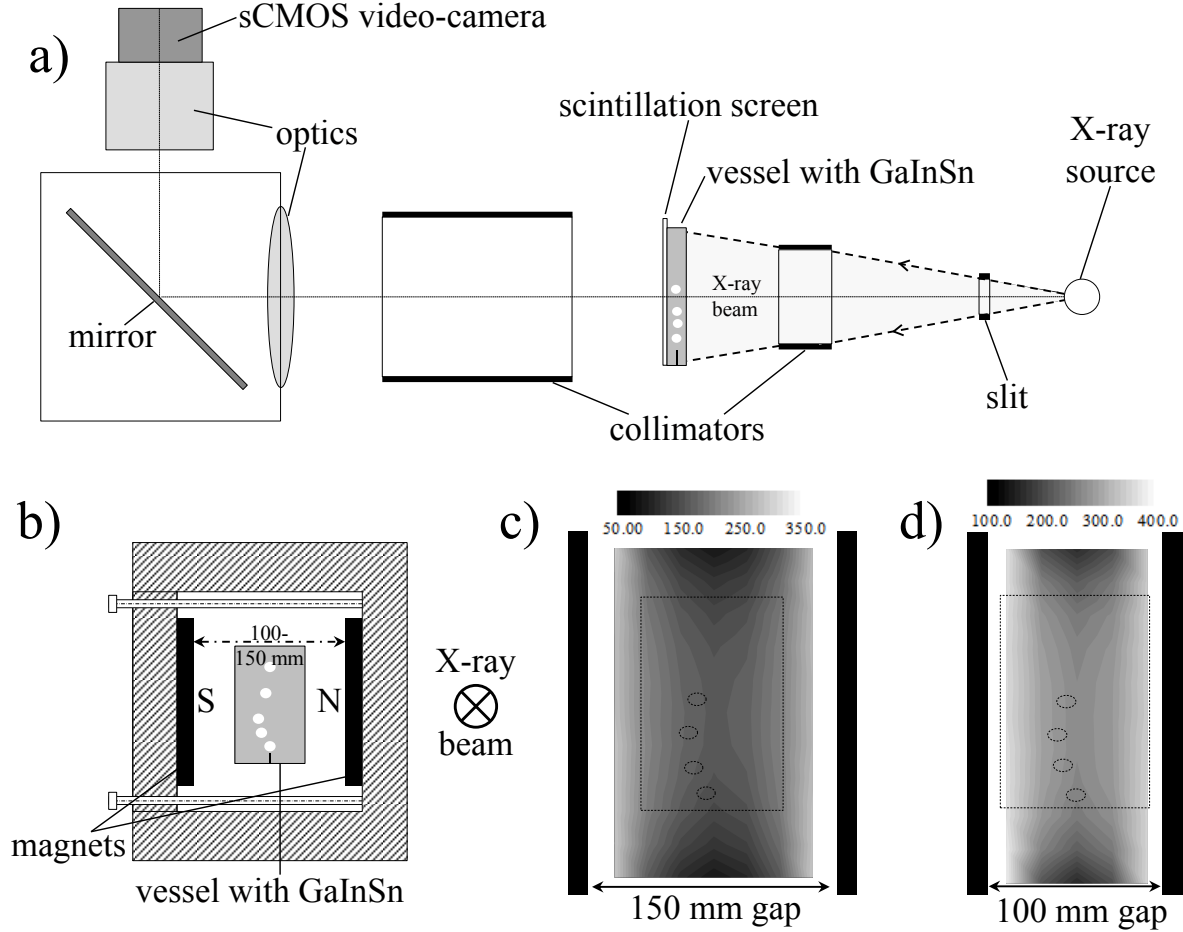 a)
sCMOS video-camera
optics
mirror
scintillation screen
vessel with GaInSn
X-ray
source
X-ray
beam
slit
collimators
b)
100-
150 mm
S
N
X-ray
beam
magnets
vessel with GaInSn
c)
50.00 150.0 250.0 350.0
150 mm gap
d)
100.0 200.0 300.0 400.0
100 mm gap